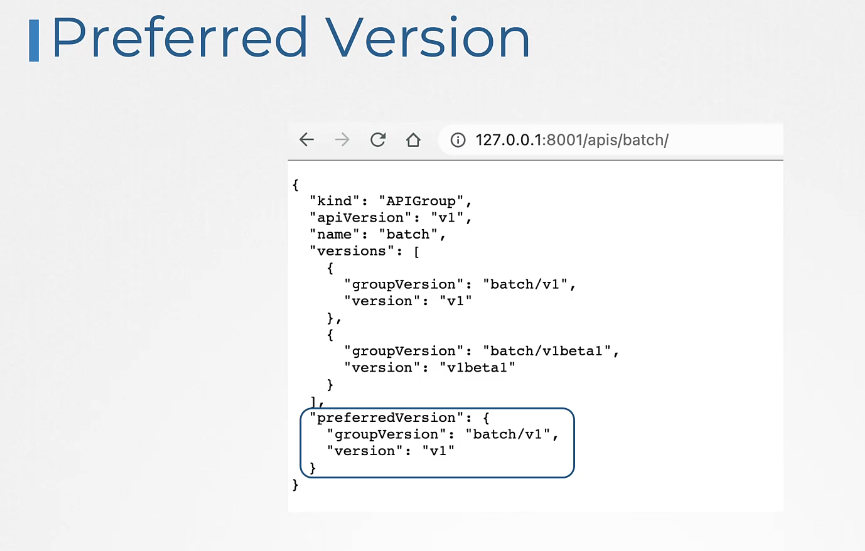 Preferred Version
127.0.0.1:8001/apis/batch/
{
"kind": "APIGroup",
"apiVersion": "v1",
"name": "batch",
"versions": [
{
"groupVersion": "batch/v1",
"version": "v1"
},
{
"groupVersion": "batch/v1beta1",
"version": "v1beta1"
}
],
"preferredVersion": {
"groupVersion": "batch/v1",
"version": "v1"
}
}